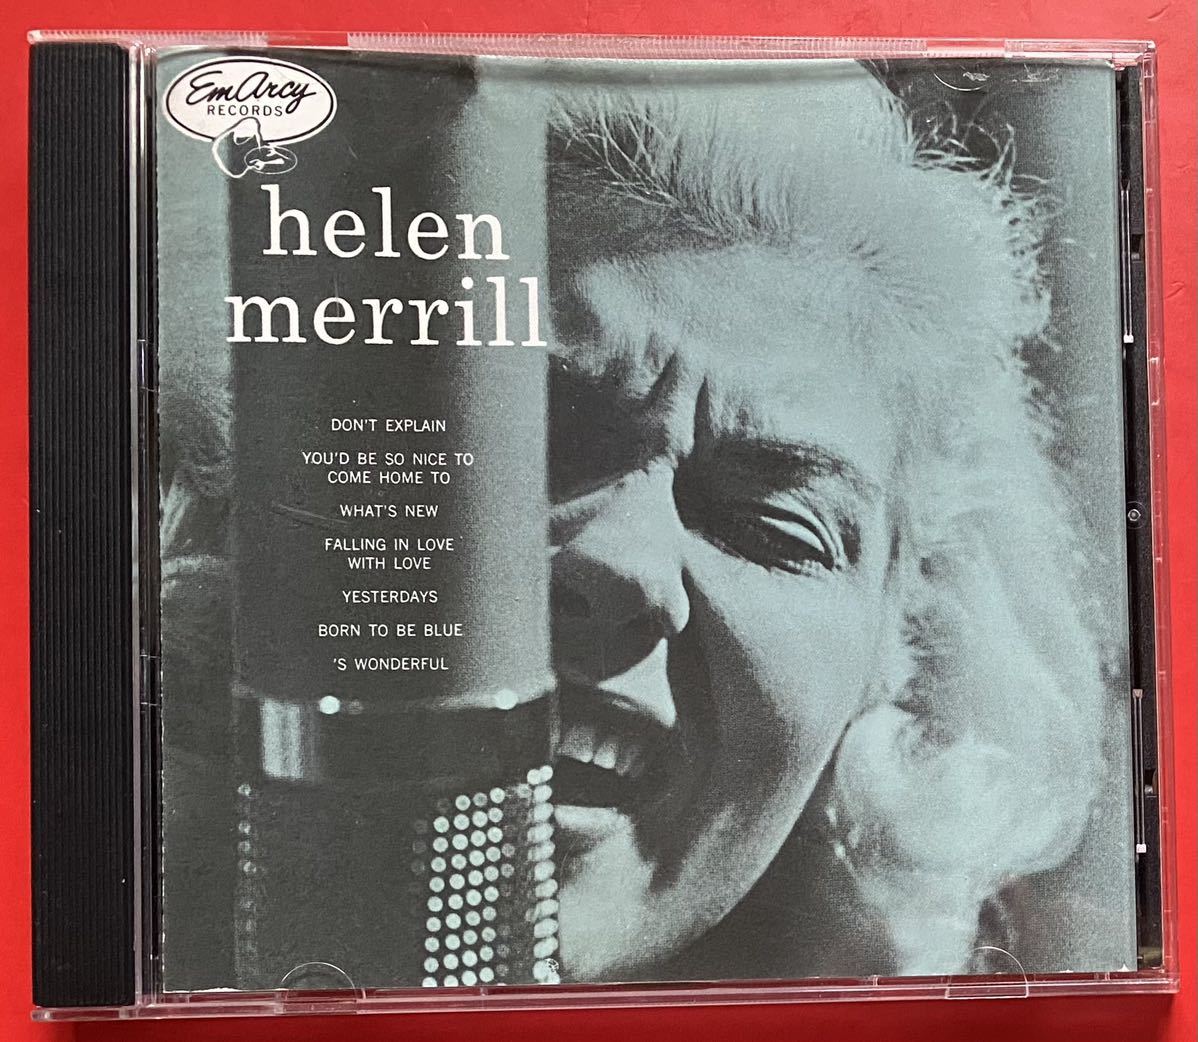 EmArcy
RECORDS
helen
merrill
DON'T EXPLAIN
YOU'D BE SO NICE TO
COME HOME TO
WHAT'S NEW
FALLING IN LOVE
WITH LOVE
YESTERDAYS
BORN TO BE BLUE
'S WONDERFUL